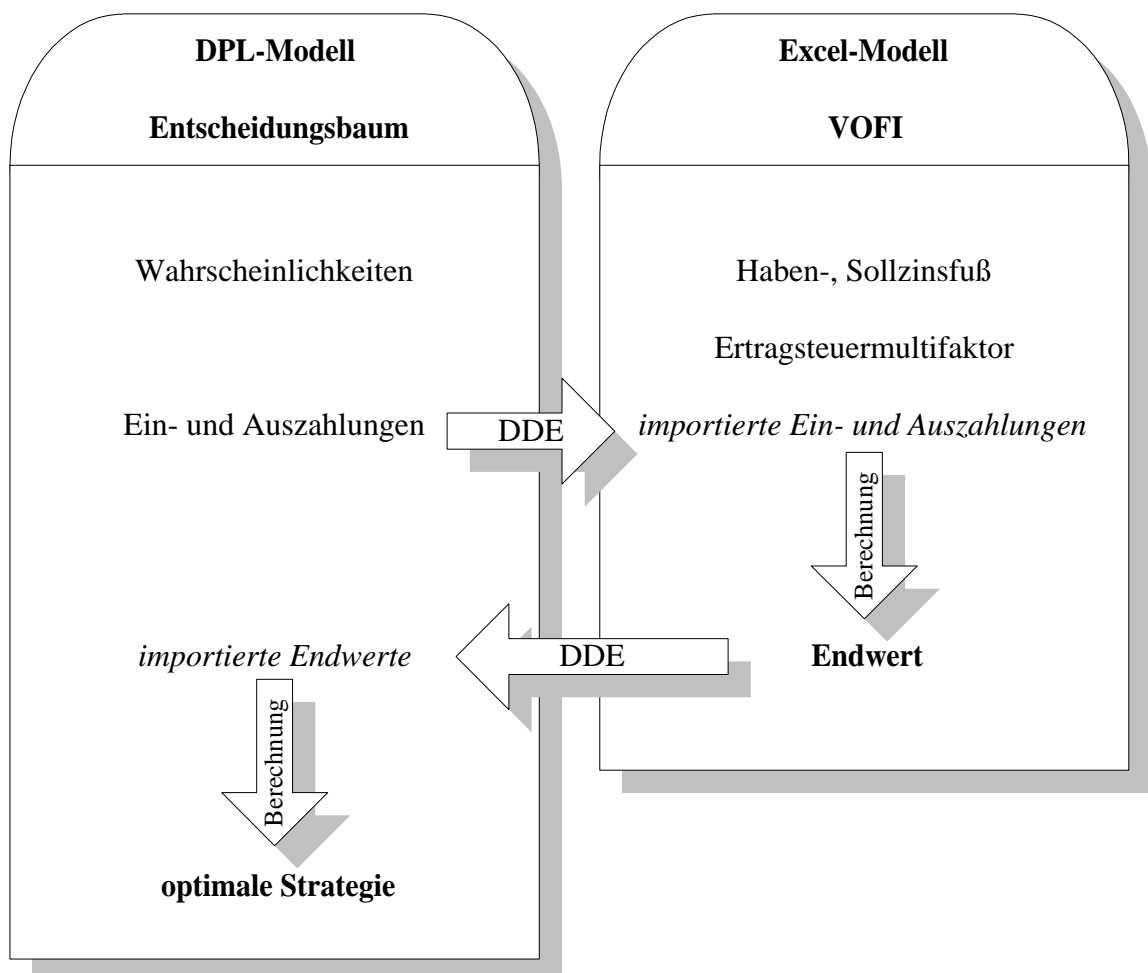 DPL-Modell
Entscheidungsbaum
Wahrscheinlichkeiten
Ein- und Auszahlungen
DDE
importierte Endwerte
Berechnung
optimale Strategie
Excel-Modell
VOFI
Haben-, Sollzinsfuß
Ertragsteuermultifaktor
importierte Ein- und Auszahlungen
Berechnung
DDE
Endwert